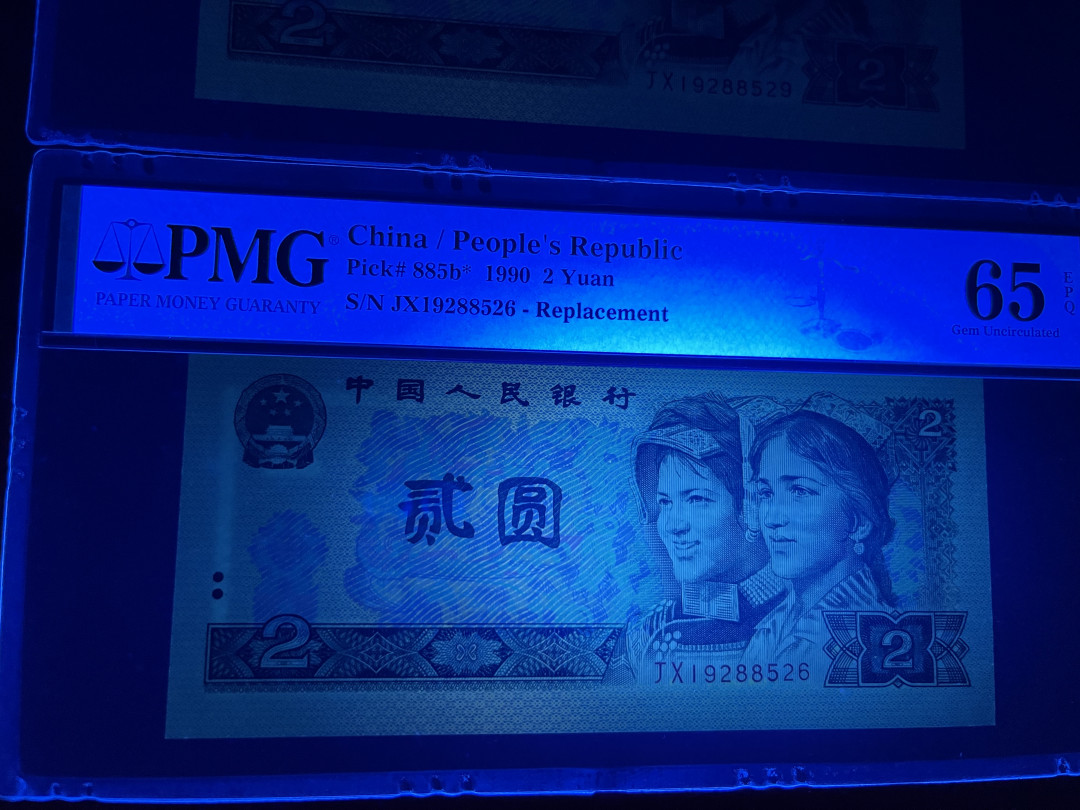 2
JX19288529
2
PMG®
PAPER MONEY GUARANTY
China / People's Republic
Pick# 885b* 1990 2 Yuan
S/N JX19288526 - Replacement
65
Gem Uncirculated
EPQ
中国人民银行
2
贰圆
2
JX19288526
2